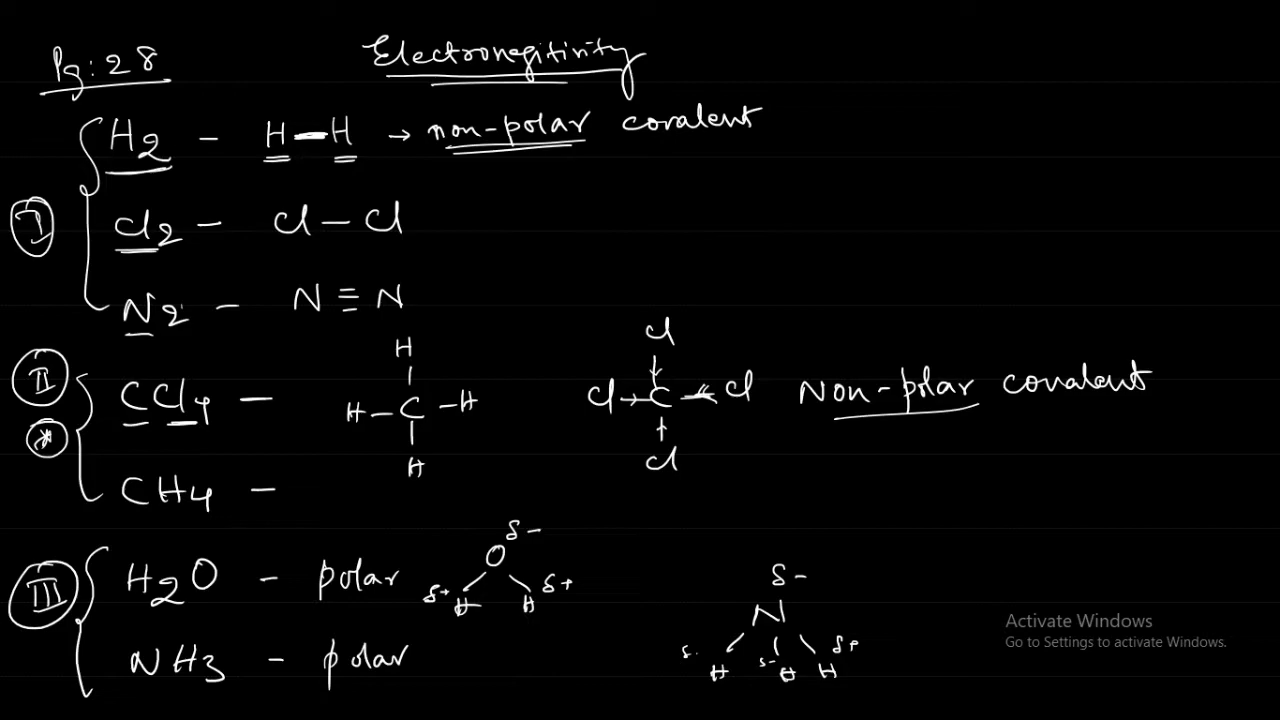 Pg: 28 Electronegitivity
H2 - H-H → non-polar covalent
I
Cl2 - Cl-Cl
N2 - N≡N
H Cl
II CCl4 - H-C-H Cl→C←Cl Non-polar covalent
*
H Cl
CH4 -
III H2O - polar O δ-
δ+ H H δ+
NH3 - polar N δ-
δ- H δ- H H δ+
Activate Windows
Go to Settings to activate Windows.